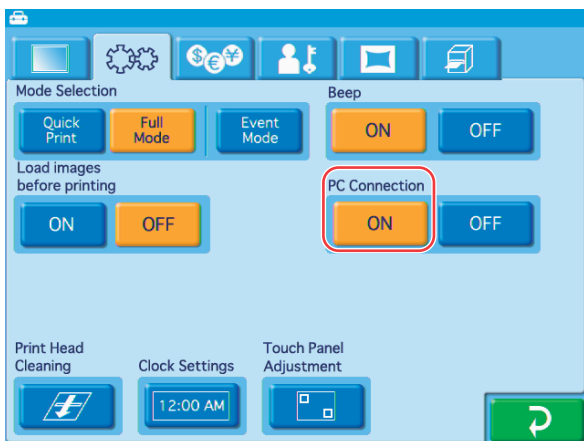 $ € ¥
Mode Selection
Beep
Quick
Print
Full
Mode
Event
Mode
ON
OFF
Load images
before printing
PC Connection
ON
OFF
ON
OFF
Print Head
Cleaning
Clock Settings
Touch Panel
Adjustment
12:00 AM